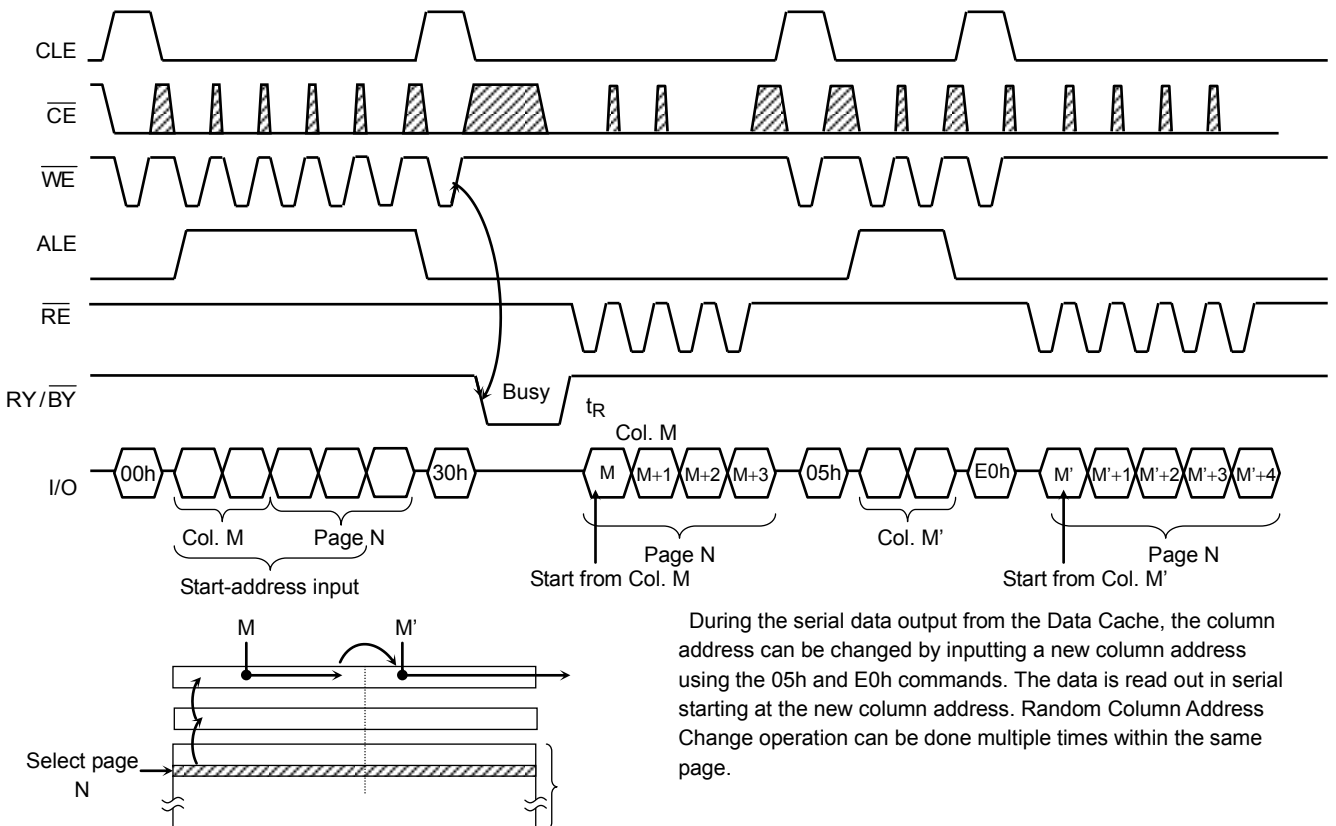 CLE
CE
WE
ALE
RE
RY/BY
Busy
tR
Col. M
I/O
00h
30h
M
M+1
M+2
M+3
05h
E0h
M'
M'+1
M'+2
M'+3
M'+4
Col. M
Page N
Page N
Col. M'
Page N
Start-address input
Start from Col. M
Start from Col. M'
M
M'
Select page
N
During the serial data output from the Data Cache, the column
address can be changed by inputting a new column address
using the 05h and E0h commands. The data is read out in serial
starting at the new column address. Random Column Address
Change operation can be done multiple times within the same
page.